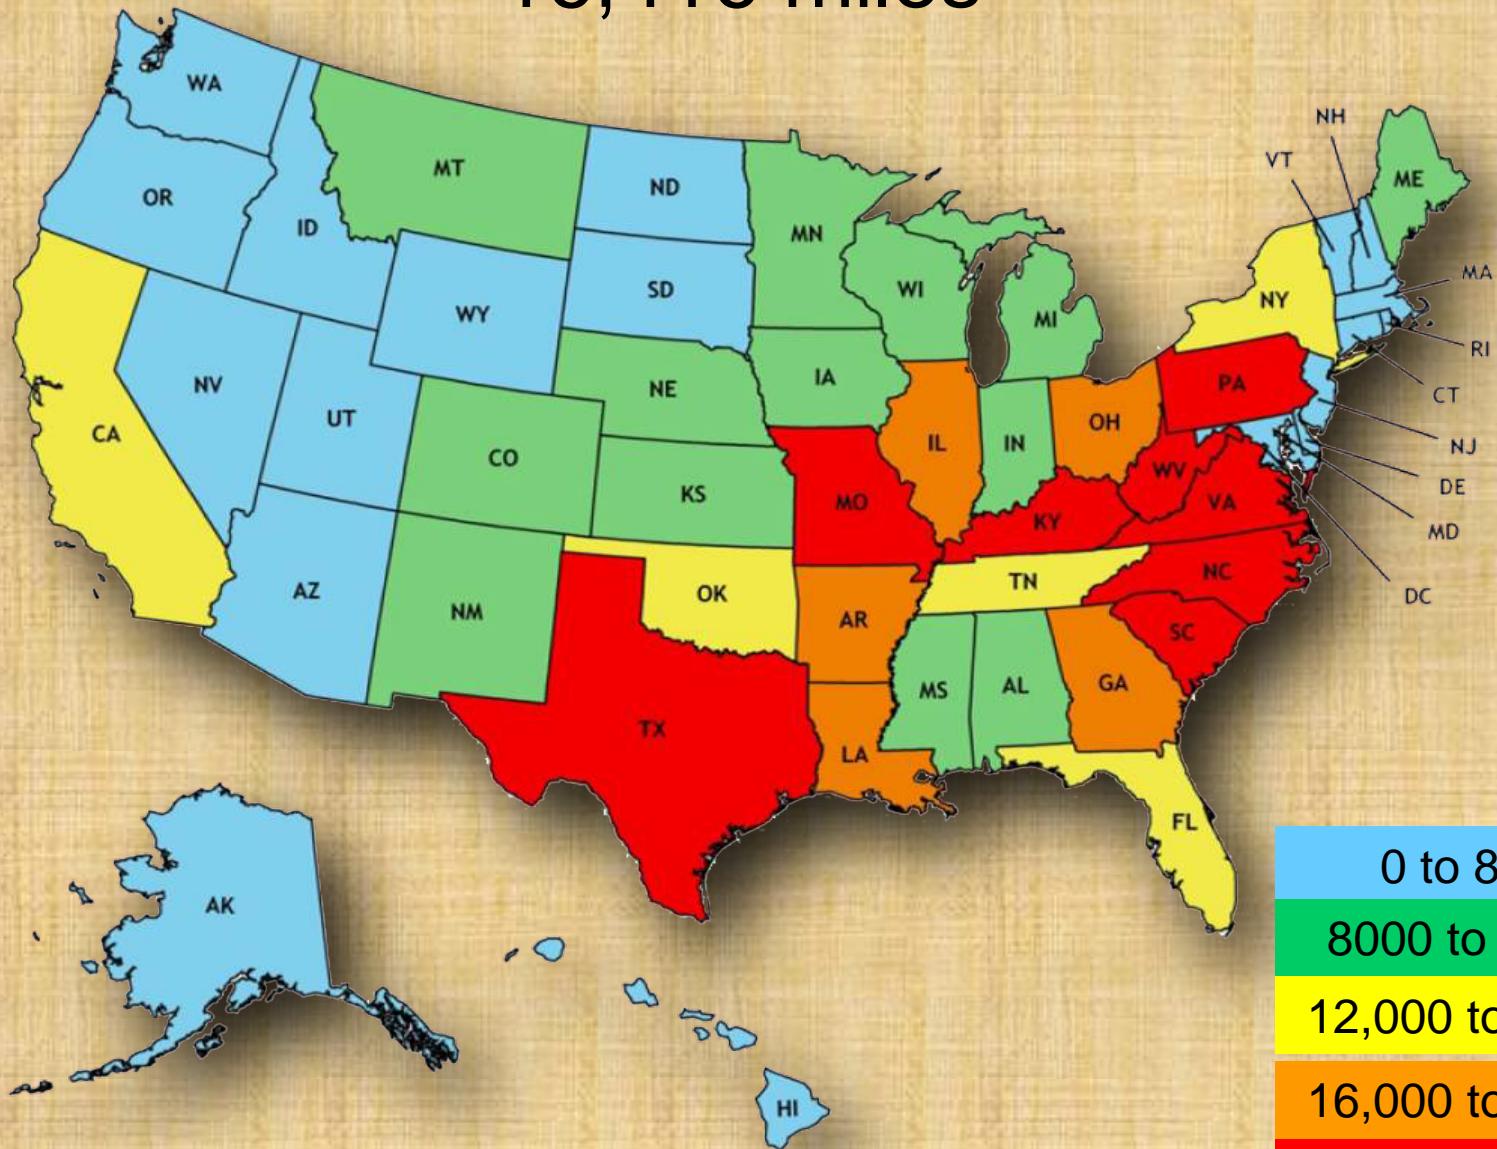 WA
MT
ND
OR
ID
MN
SD
WY
WI
MI
NH
VT
ME
MA
NY
RI
CT
NJ
DE
MD
DC
PA
IA
NE
NV
UT
CA
CO
IL
IN
OH
KS
MO
WV
VA
KY
NC
TN
OK
AZ
NM
AR
SC
MS
AL
GA
TX
LA
FL
AK
HI
0 to 8
8000 to
12,000 to
16,000 to